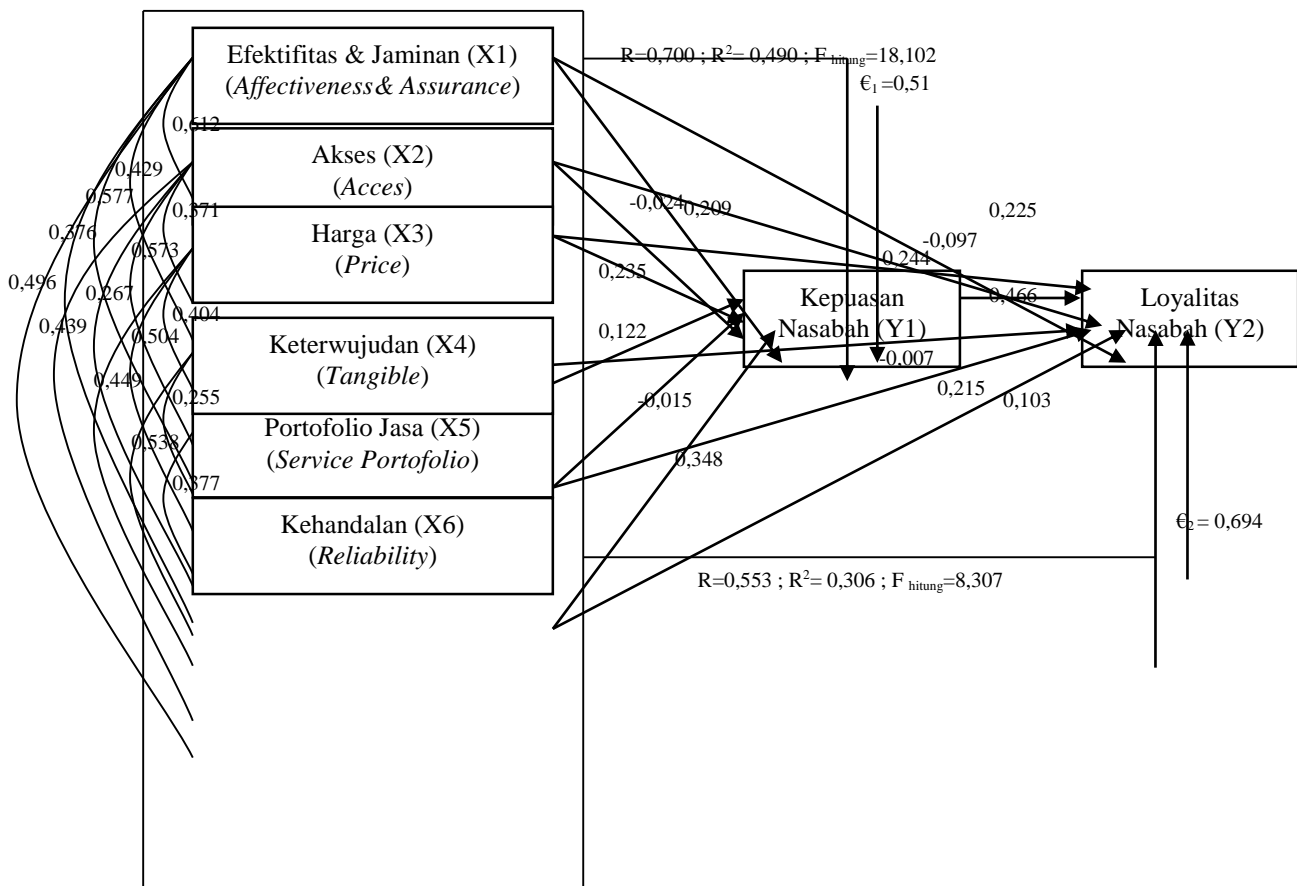 Efektifitas & Jaminan (X1)
(Affectiveness& Assurance)
Akses (X2)
(Acces)
Harga (X3)
(Price)
Keterwujudan (X4)
(Tangible)
Portofolio Jasa (X5)
(Service Portofolio)
Kehandalan (X6)
(Reliability)
0,612
0,429
0,577
0,376
0,496
0,371
0,573
0,267
0,439
0,404
0,504
0,449
0,255
0,538
0,377
R=0,700 ; R²= 0,490 ; F hitung=18,102
€₁ =0,51
-0,024
0,209
0,235
0,122
-0,015
0,348
0,225
-0,097
0,244
0,466
-0,007
0,215
0,103
Kepuasan
Nasabah (Y1)
Loyalitas
Nasabah (Y2)
€₂ = 0,694
R=0,553 ; R²= 0,306 ; F hitung=8,307